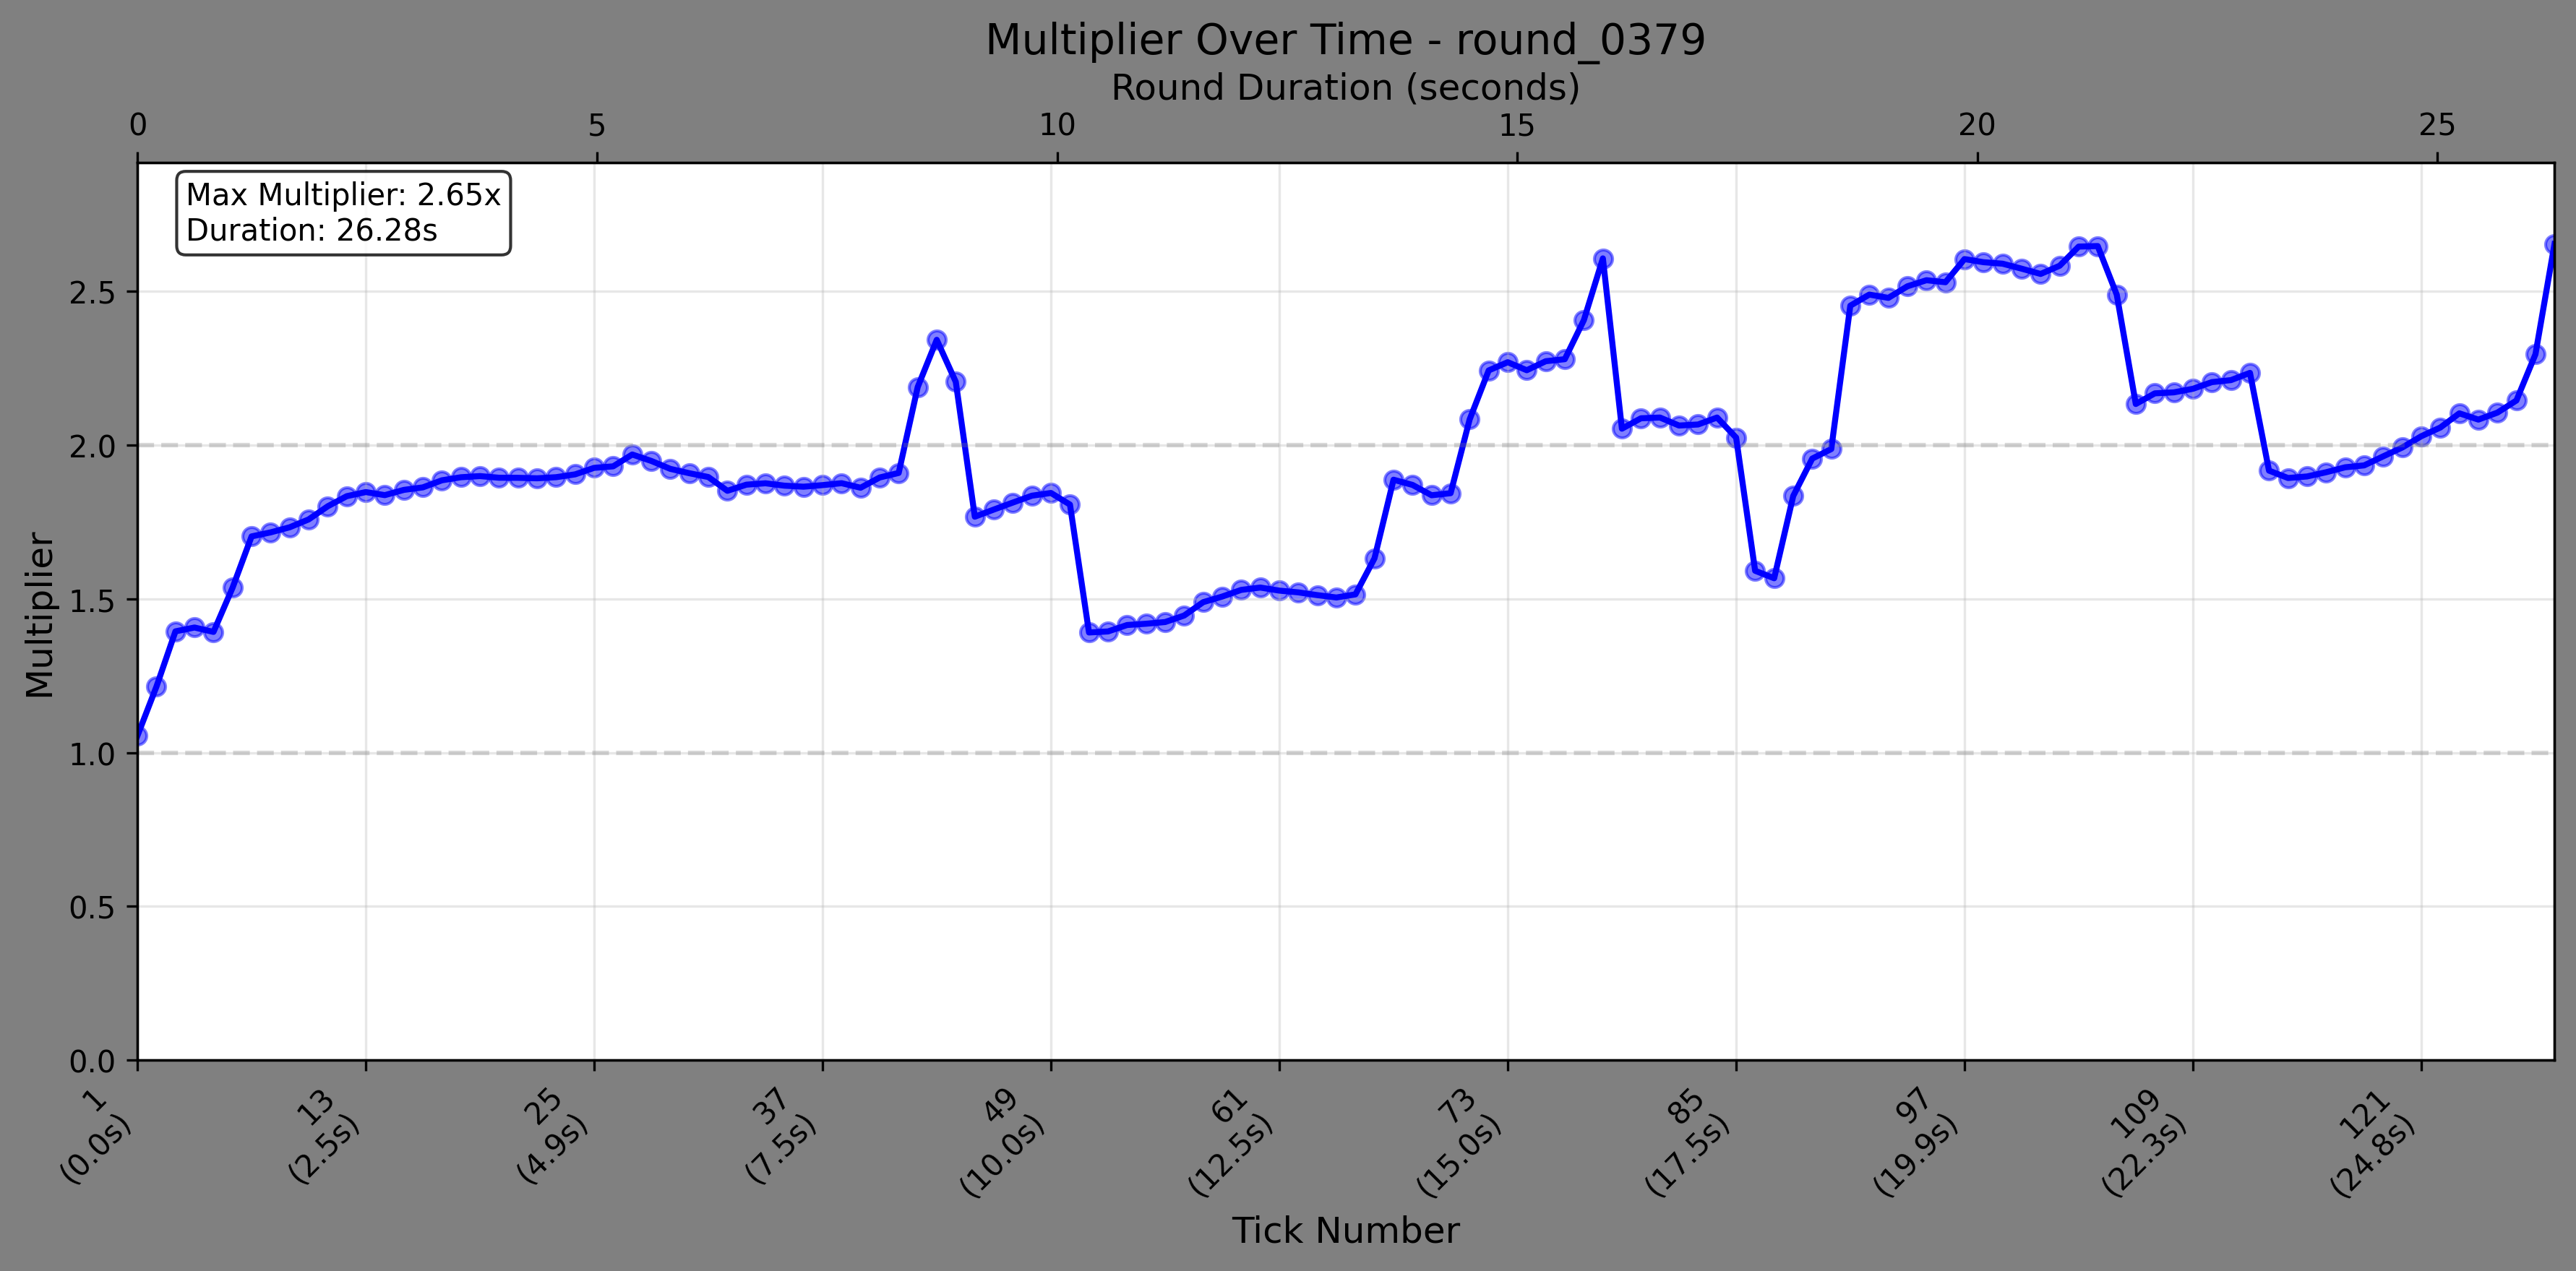 Multiplier Over Time - round_0379
Round Duration (seconds)
0 5 10 15 20 25
Max Multiplier: 2.65x
Duration: 26.28s
Multiplier
2.5
2.0
1.5
1.0
0.5
0.0
1
(0.0s)
13
(2.5s)
25
(4.9s)
37
(7.5s)
49
(10.0s)
61
(12.5s)
73
(15.0s)
85
(17.5s)
97
(19.9s)
109
(22.3s)
121
(24.8s)
Tick Number